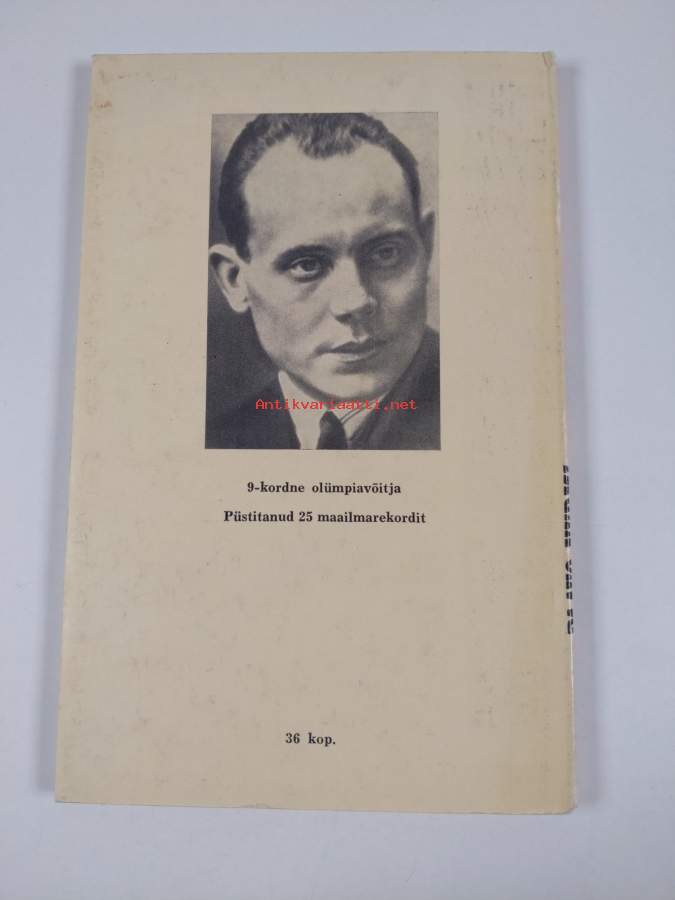 Antikvariaatti.net
9-kordne olümpiavõitja
Püstitanud 25 maailmarekordit
36 kop.